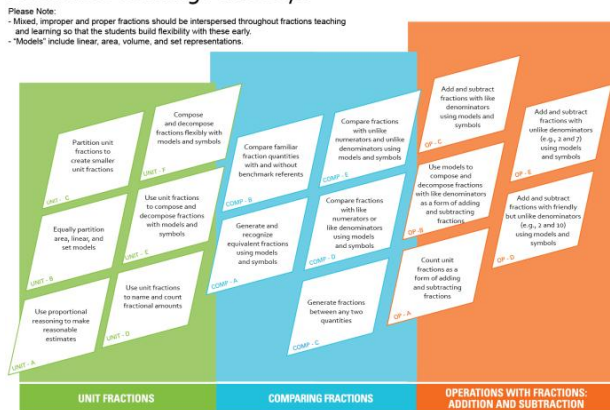 Please Note:
- Mixed, improper and proper fractions should be interspersed throughout fractions teaching
and learning so that the students build flexibility with these early.
- "Models" include linear, area, volume, and set representations.
Partition unit
fractions to
create smaller
unit fractions
UNIT - C
Compose
and decompose
fractions flexibly with
models and symbols
UNIT - F
Equally partition
area, linear, and
set models
UNIT - B
Use unit fractions
to compose and
decompose fractions
with models and
symbols
UNIT - E
Use proportional
reasoning to make
reasonable
estimates
UNIT - A
Use unit fractions
to name and count
fractional amounts
UNIT - D
Compare familiar
fraction quantities
with and without
benchmark referents
COMP - B
Compare fractions
with unlike
numerators and unlike
denominators using
models and symbols
COMP - E
Generate and
recognize
equivalent fractions
using models
and symbols
COMP - A
Compare fractions
with like
numerators or
like denominators
using models
and symbols
COMP - D
Generate fractions
between any two
quantities
COMP - C
Add and subtract
fractions with like
denominators
using models and
symbols
OP - C
Add and subtract
fractions with
unlike denominators
(e.g., 2 and 7)
using models
and symbols
OP - E
Use models to
compose and
decompose fractions
with like denominators
as a form of adding
and subtracting
fractions
OP - B
Add and subtract
fractions with friendly
but unlike denominators
(e.g., 2 and 10)
using models and
symbols
OP - D
Count unit
fractions as a
form of adding
and subtracting
fractions
OP - A
UNIT FRACTIONS
COMPARING FRACTIONS
OPERATIONS WITH FRACTIONS:
ADDITION AND SUBTRACTION